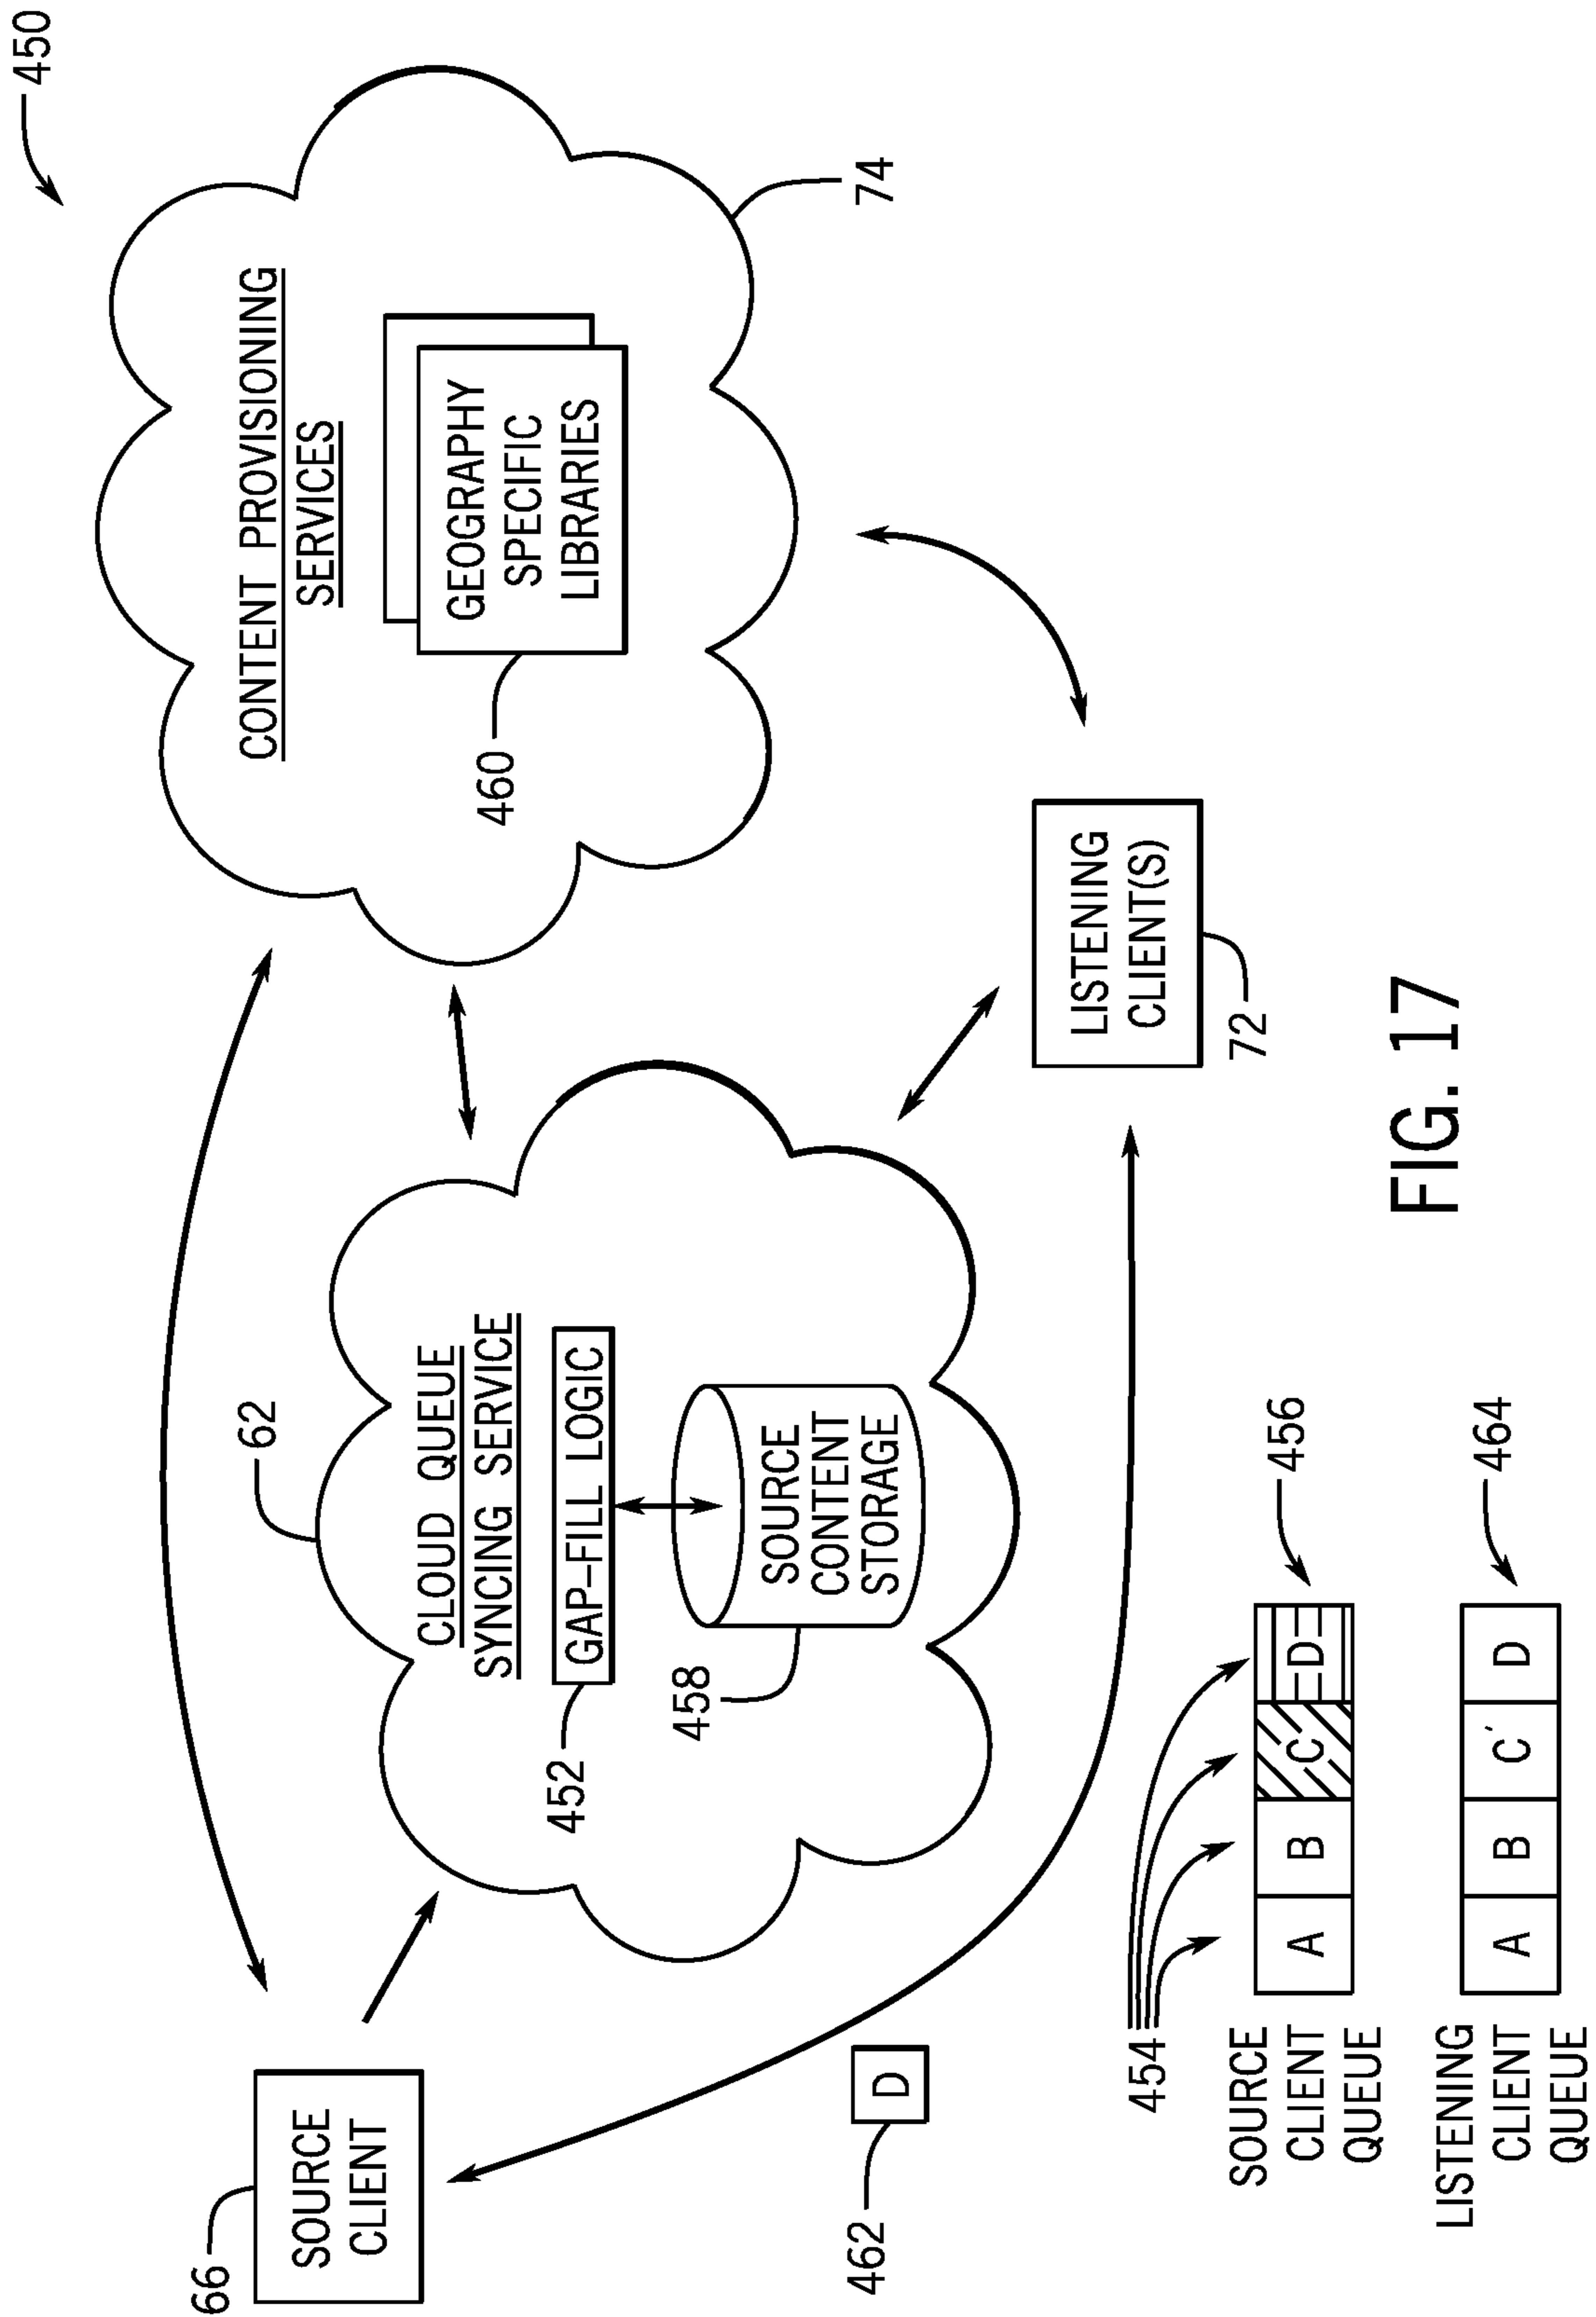 450
CONTENT PROVISIONING
SERVICES
GEOGRAPHY
SPECIFIC
LIBRARIES
460
74
62
CLOUD QUEUE
SYNCING SERVICE
GAP-FILL LOGIC
452
SOURCE
CONTENT
STORAGE
458
66
SOURCE
CLIENT
LISTENING
CLIENT(S)
72
462
D
454
SOURCE
CLIENT
QUEUE
A
B
C
D
456
LISTENING
CLIENT
QUEUE
A
B
C'
D
464
FIG. 17